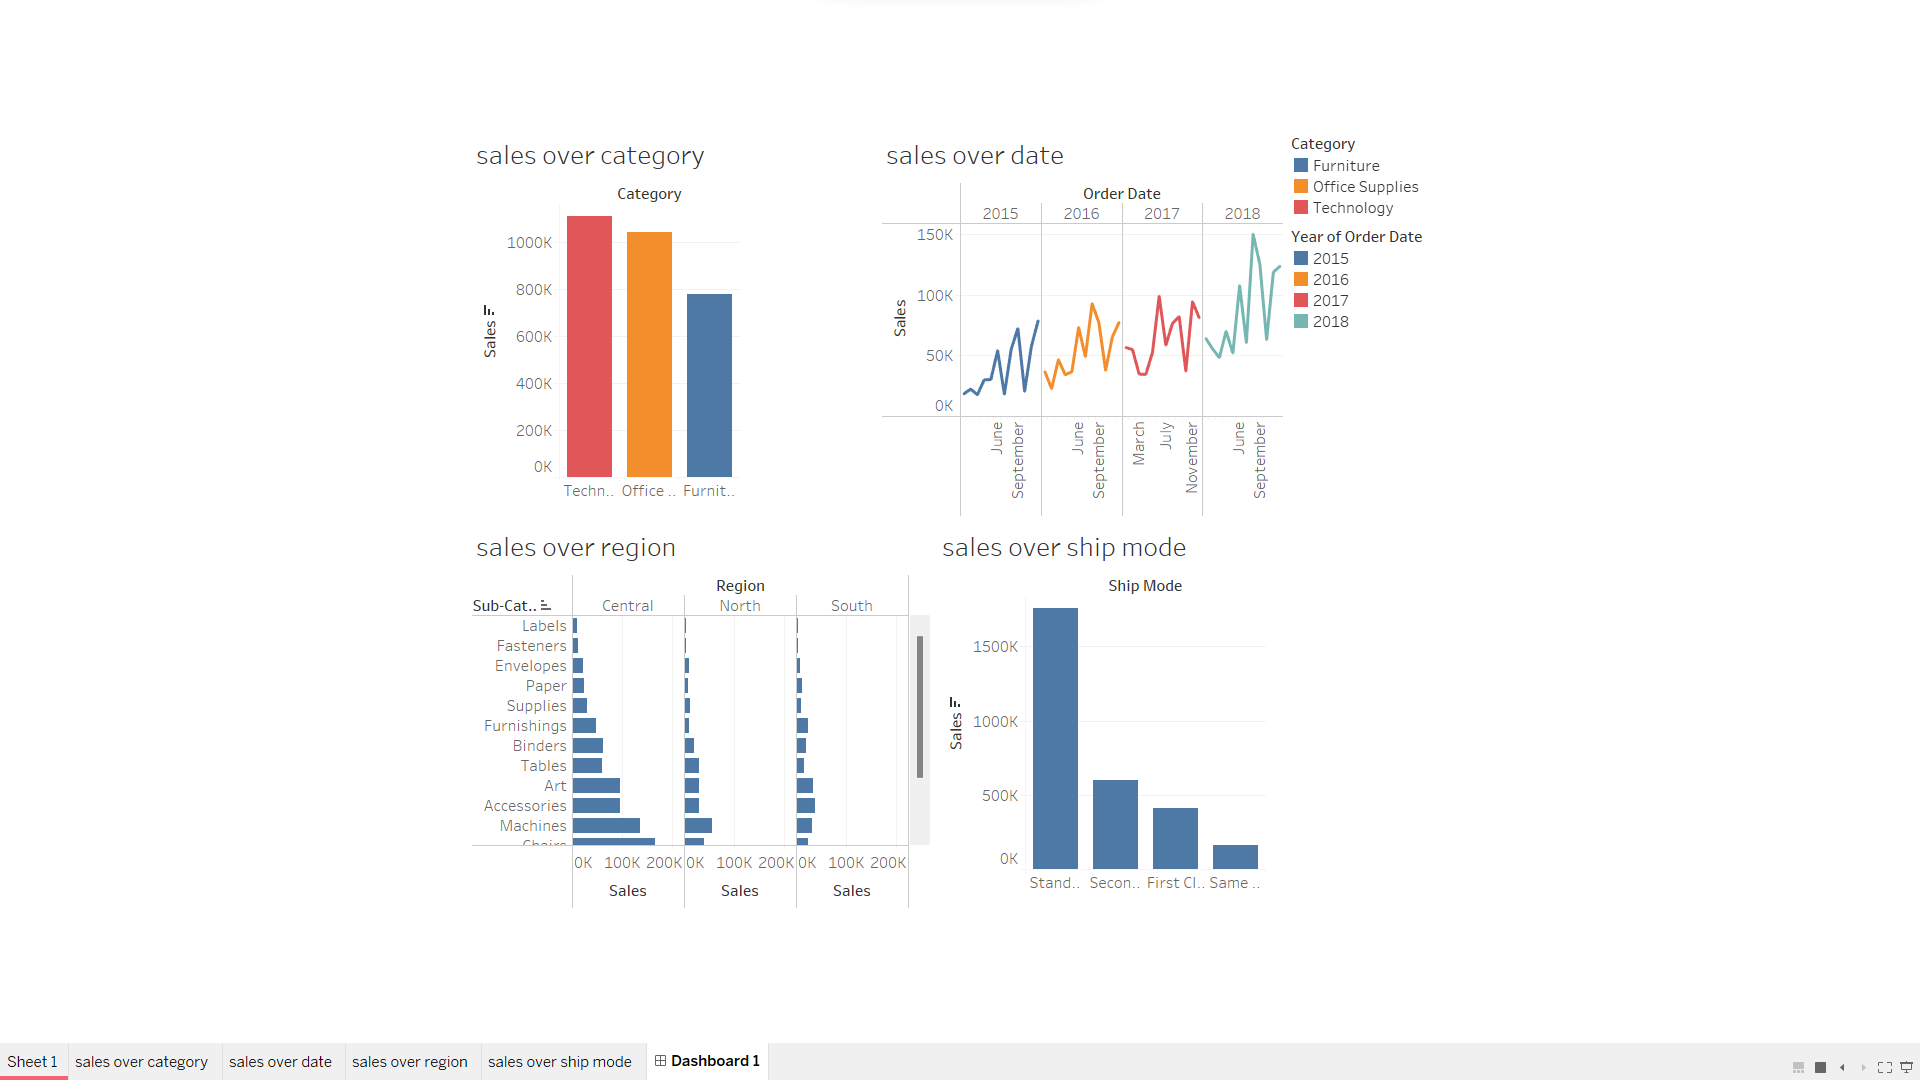 sales over category
Category
1000K
800K
600K
400K
200K
0K
Sales
Techn.. Office .. Furnit..
sales over date
Order Date
2015 2016 2017 2018
150K
100K
50K
0K
Sales
June September June September March July November June September
Category
Furniture
Office Supplies
Technology
Year of Order Date
2015
2016
2017
2018
sales over region
Region
Sub-Cat.. Central North South
Labels
Fasteners
Envelopes
Paper
Supplies
Furnishings
Binders
Tables
Art
Accessories
Machines
Chairs
0K 100K 200K 0K 100K 200K 0K 100K 200K
Sales Sales Sales
sales over ship mode
Ship Mode
1500K
1000K
500K
0K
Sales
Stand.. Secon.. First Cl.. Same ..
Sheet 1 sales over category sales over date sales over region sales over ship mode Dashboard 1